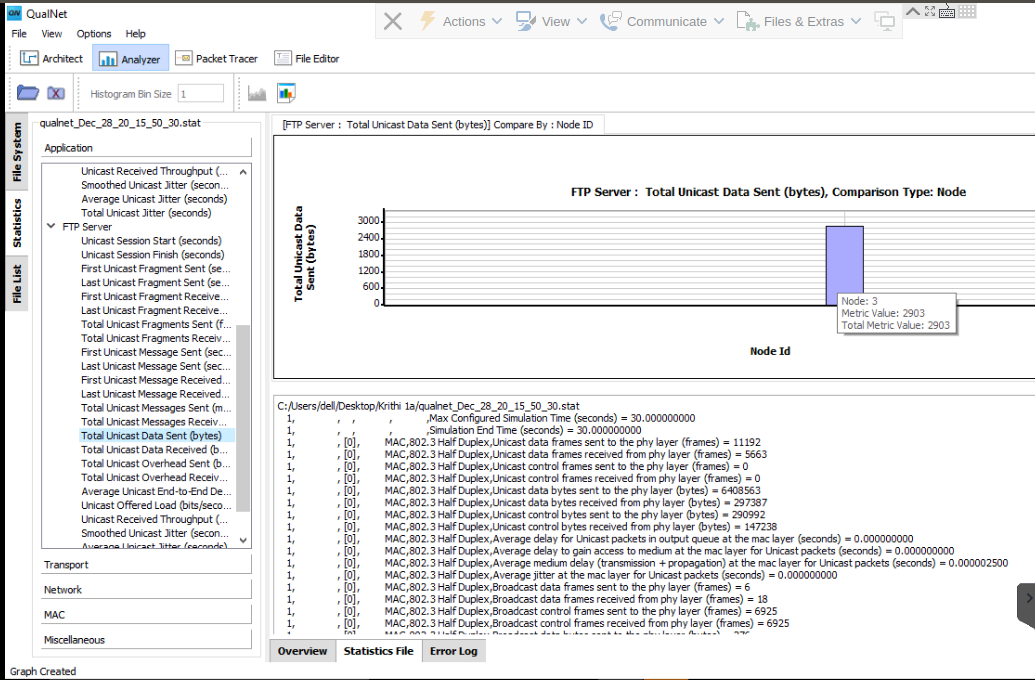 QualNet
File View Options Help
Actions View Communicate Files & Extras
Architect Analyzer Packet Tracer File Editor
Histogram Bin Size 1
File System
Statistics
File List
qualnet_Dec_28_20_15_50_30.stat
Application
Unicast Received Throughput (...
Smoothed Unicast Jitter (secon...
Average Unicast Jitter (seconds)
Total Unicast Jitter (seconds)
FTP Server
Unicast Session Start (seconds)
Unicast Session Finish (seconds)
First Unicast Fragment Sent (se...
Last Unicast Fragment Sent (se...
First Unicast Fragment Receive...
Last Unicast Fragment Receive...
Total Unicast Fragments Sent (f...
Total Unicast Fragments Receiv...
First Unicast Message Sent (sec...
Last Unicast Message Sent (sec...
First Unicast Message Received...
Last Unicast Message Received...
Total Unicast Messages Sent (m...
Total Unicast Messages Receiv...
Total Unicast Data Sent (bytes)
Total Unicast Data Received (b...
Total Unicast Overhead Sent (b...
Total Unicast Overhead Receiv...
Average Unicast End-to-End De...
Unicast Offered Load (bits/seco...
Unicast Received Throughput (...
Smoothed Unicast Jitter (secon...
Average Unicast Jitter (seconds)
Transport
Network
MAC
Miscellaneous
[FTP Server : Total Unicast Data Sent (bytes)] Compare By : Node ID
FTP Server : Total Unicast Data Sent (bytes), Comparison Type: Node
Total Unicast Data
Sent (bytes)
3000
2400
1800
1200
600
0
Node: 3
Metric Value: 2903
Total Metric Value: 2903
Node Id
C:/Users/dell/Desktop/Krithi 1a/qualnet_Dec_28_20_15_50_30.stat
1, , , , ,Max Configured Simulation Time (seconds) = 30.000000000
1, , , , ,Simulation End Time (seconds) = 30.000000000
1, , [0], MAC,802.3 Half Duplex,Unicast data frames sent to the phy layer (frames) = 11192
1, , [0], MAC,802.3 Half Duplex,Unicast data frames received from phy layer (frames) = 5663
1, , [0], MAC,802.3 Half Duplex,Unicast control frames sent to the phy layer (frames) = 0
1, , [0], MAC,802.3 Half Duplex,Unicast control frames received from phy layer (frames) = 0
1, , [0], MAC,802.3 Half Duplex,Unicast data bytes sent to the phy layer (bytes) = 6408563
1, , [0], MAC,802.3 Half Duplex,Unicast data bytes received from phy layer (bytes) = 297387
1, , [0], MAC,802.3 Half Duplex,Unicast control bytes sent to the phy layer (bytes) = 290992
1, , [0], MAC,802.3 Half Duplex,Unicast control bytes received from phy layer (bytes) = 147238
1, , [0], MAC,802.3 Half Duplex,Average delay for Unicast packets in output queue at the mac layer (seconds) = 0.000000000
1, , [0], MAC,802.3 Half Duplex,Average delay to gain access to medium at the mac layer for Unicast packets (seconds) = 0.000000000
1, , [0], MAC,802.3 Half Duplex,Average medium delay (transmission + propagation) at the mac layer for Unicast packets (seconds) = 0.000002500
1, , [0], MAC,802.3 Half Duplex,Average jitter at the mac layer for Unicast packets (seconds) = 0.000000000
1, , [0], MAC,802.3 Half Duplex,Broadcast data frames sent to the phy layer (frames) = 6
1, , [0], MAC,802.3 Half Duplex,Broadcast data frames received from phy layer (frames) = 18
1, , [0], MAC,802.3 Half Duplex,Broadcast control frames sent to the phy layer (frames) = 6925
1, , [0], MAC,802.3 Half Duplex,Broadcast control frames received from phy layer (frames) = 6925
Overview Statistics File Error Log
Graph Created